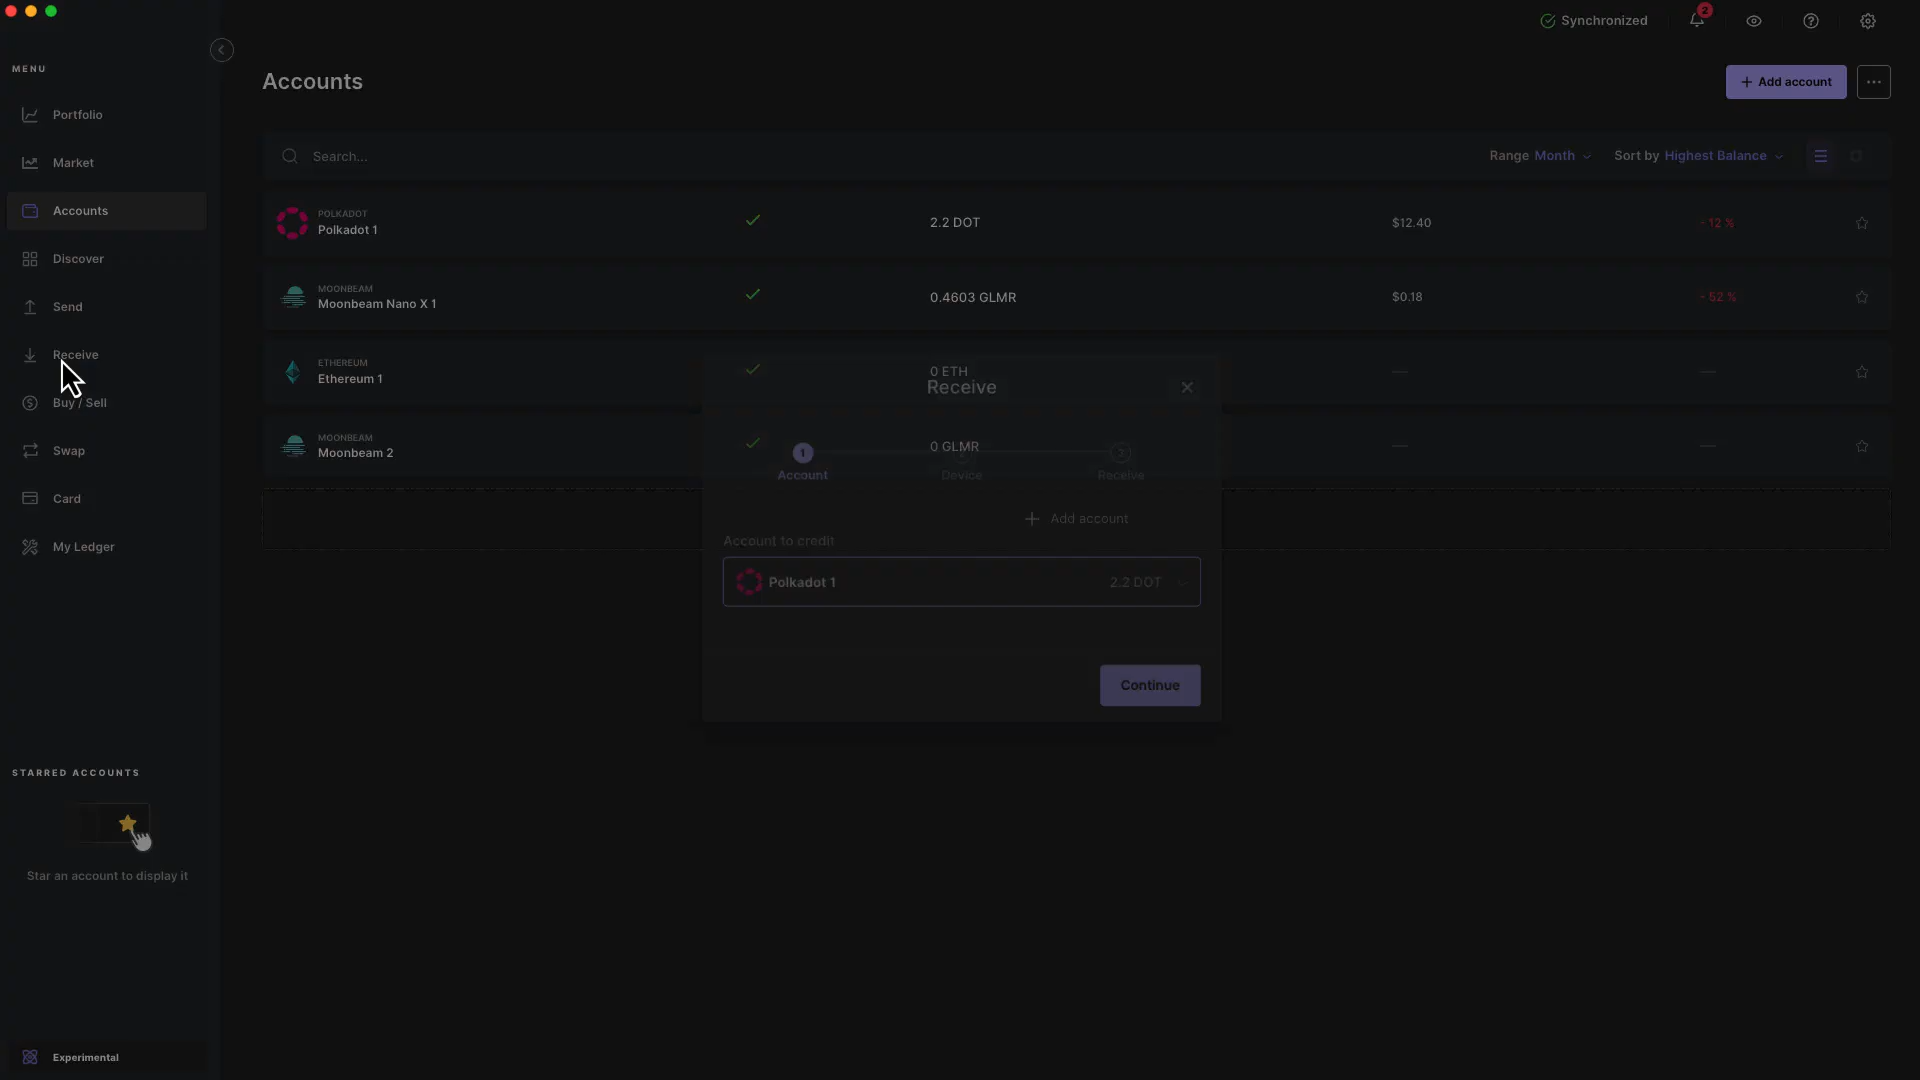 Synchronized
2
MENU
Accounts
+ Add account
Portfolio
Market
Accounts
Discover
Send
Receive
Buy / Sell
Swap
Card
My Ledger
Search...
Range Month
Sort by Highest Balance
POLKADOT
Polkadot 1
2.2 DOT
$12.40
- 12 %
MOONBEAM
Moonbeam Nano X 1
0.4603 GLMR
$0.18
- 52 %
ETHEREUM
Ethereum 1
0 ETH
—
—
MOONBEAM
Moonbeam 2
0 GLMR
—
—
+ Add account
Receive
1
Account
Device
Receive
Account to credit
Polkadot 1
2.2 DOT
Continue
STARRED ACCOUNTS
Star an account to display it
Experimental